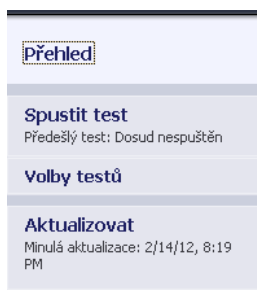 Přehled
Spustit test
Předešlý test: Dosud nespuštěn
Volby testů
Aktualizovat
Minulá aktualizace: 2/14/12, 8:19
PM